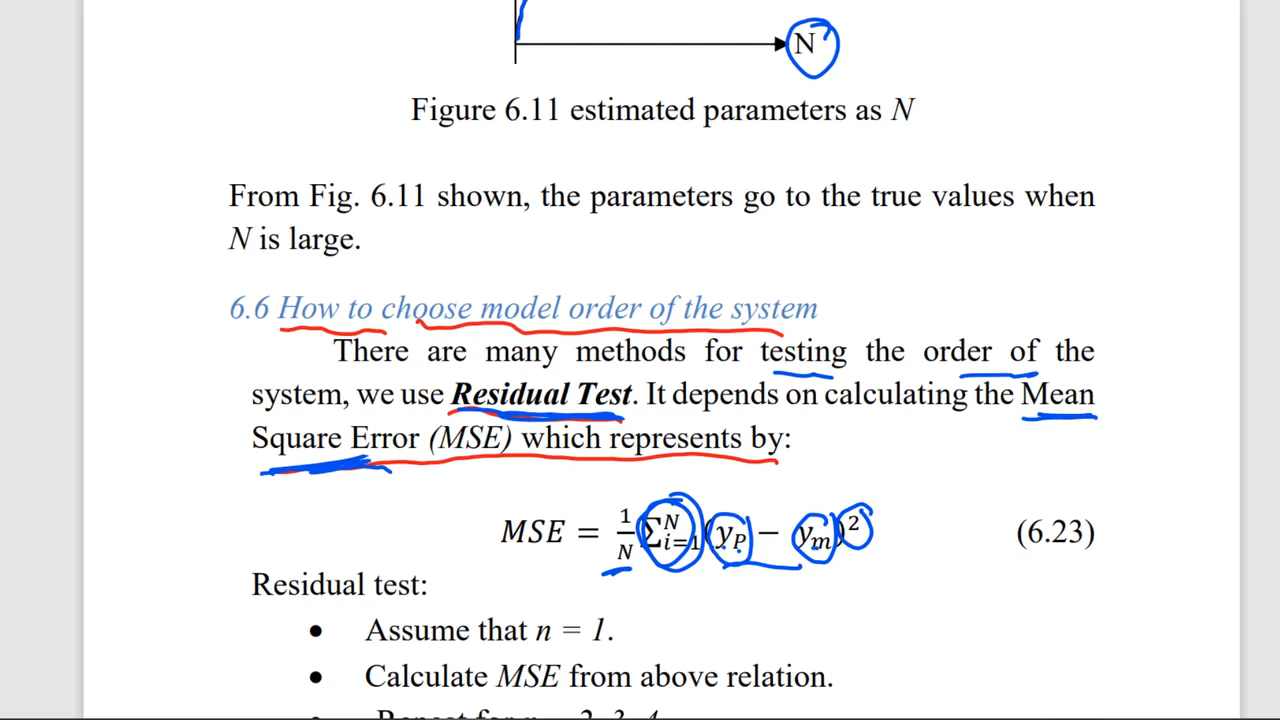 N
Figure 6.11 estimated parameters as N
From Fig. 6.11 shown, the parameters go to the true values when
N is large.
6.6 How to choose model order of the system
There are many methods for testing the order of the
system, we use Residual Test. It depends on calculating the Mean
Square Error (MSE) which represents by:
MSE = 1/N Σ_{i=1}^{N} (y_P − y_m)^2 (6.23)
Residual test:
• Assume that n = 1.
• Calculate MSE from above relation.